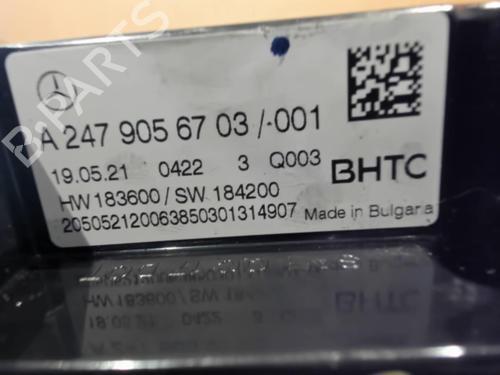 A 247 905 67 03 /-001
19.05.21 0422 3 Q003
HW 183600 / SW 184200
205052120063850301314907
BHTC
Made in Bulgaria
B-PARTS